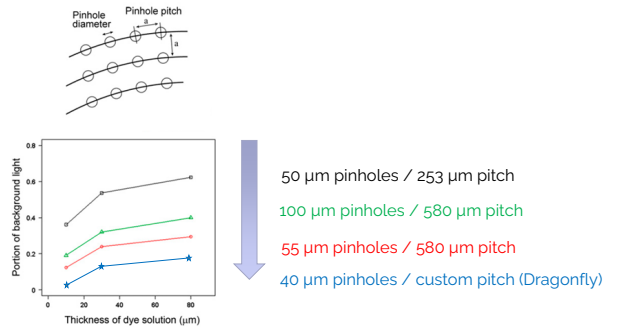 Pinhole pitch
Pinhole
diameter
a
a
0.8
0.6
0.4
0.2
0
Portion of background light
0
20
40
60
80
Thickness of dye solution (μm)
50 µm pinholes / 253 µm pitch
100 µm pinholes / 580 µm pitch
55 µm pinholes / 580 µm pitch
40 µm pinholes / custom pitch (Dragonfly)